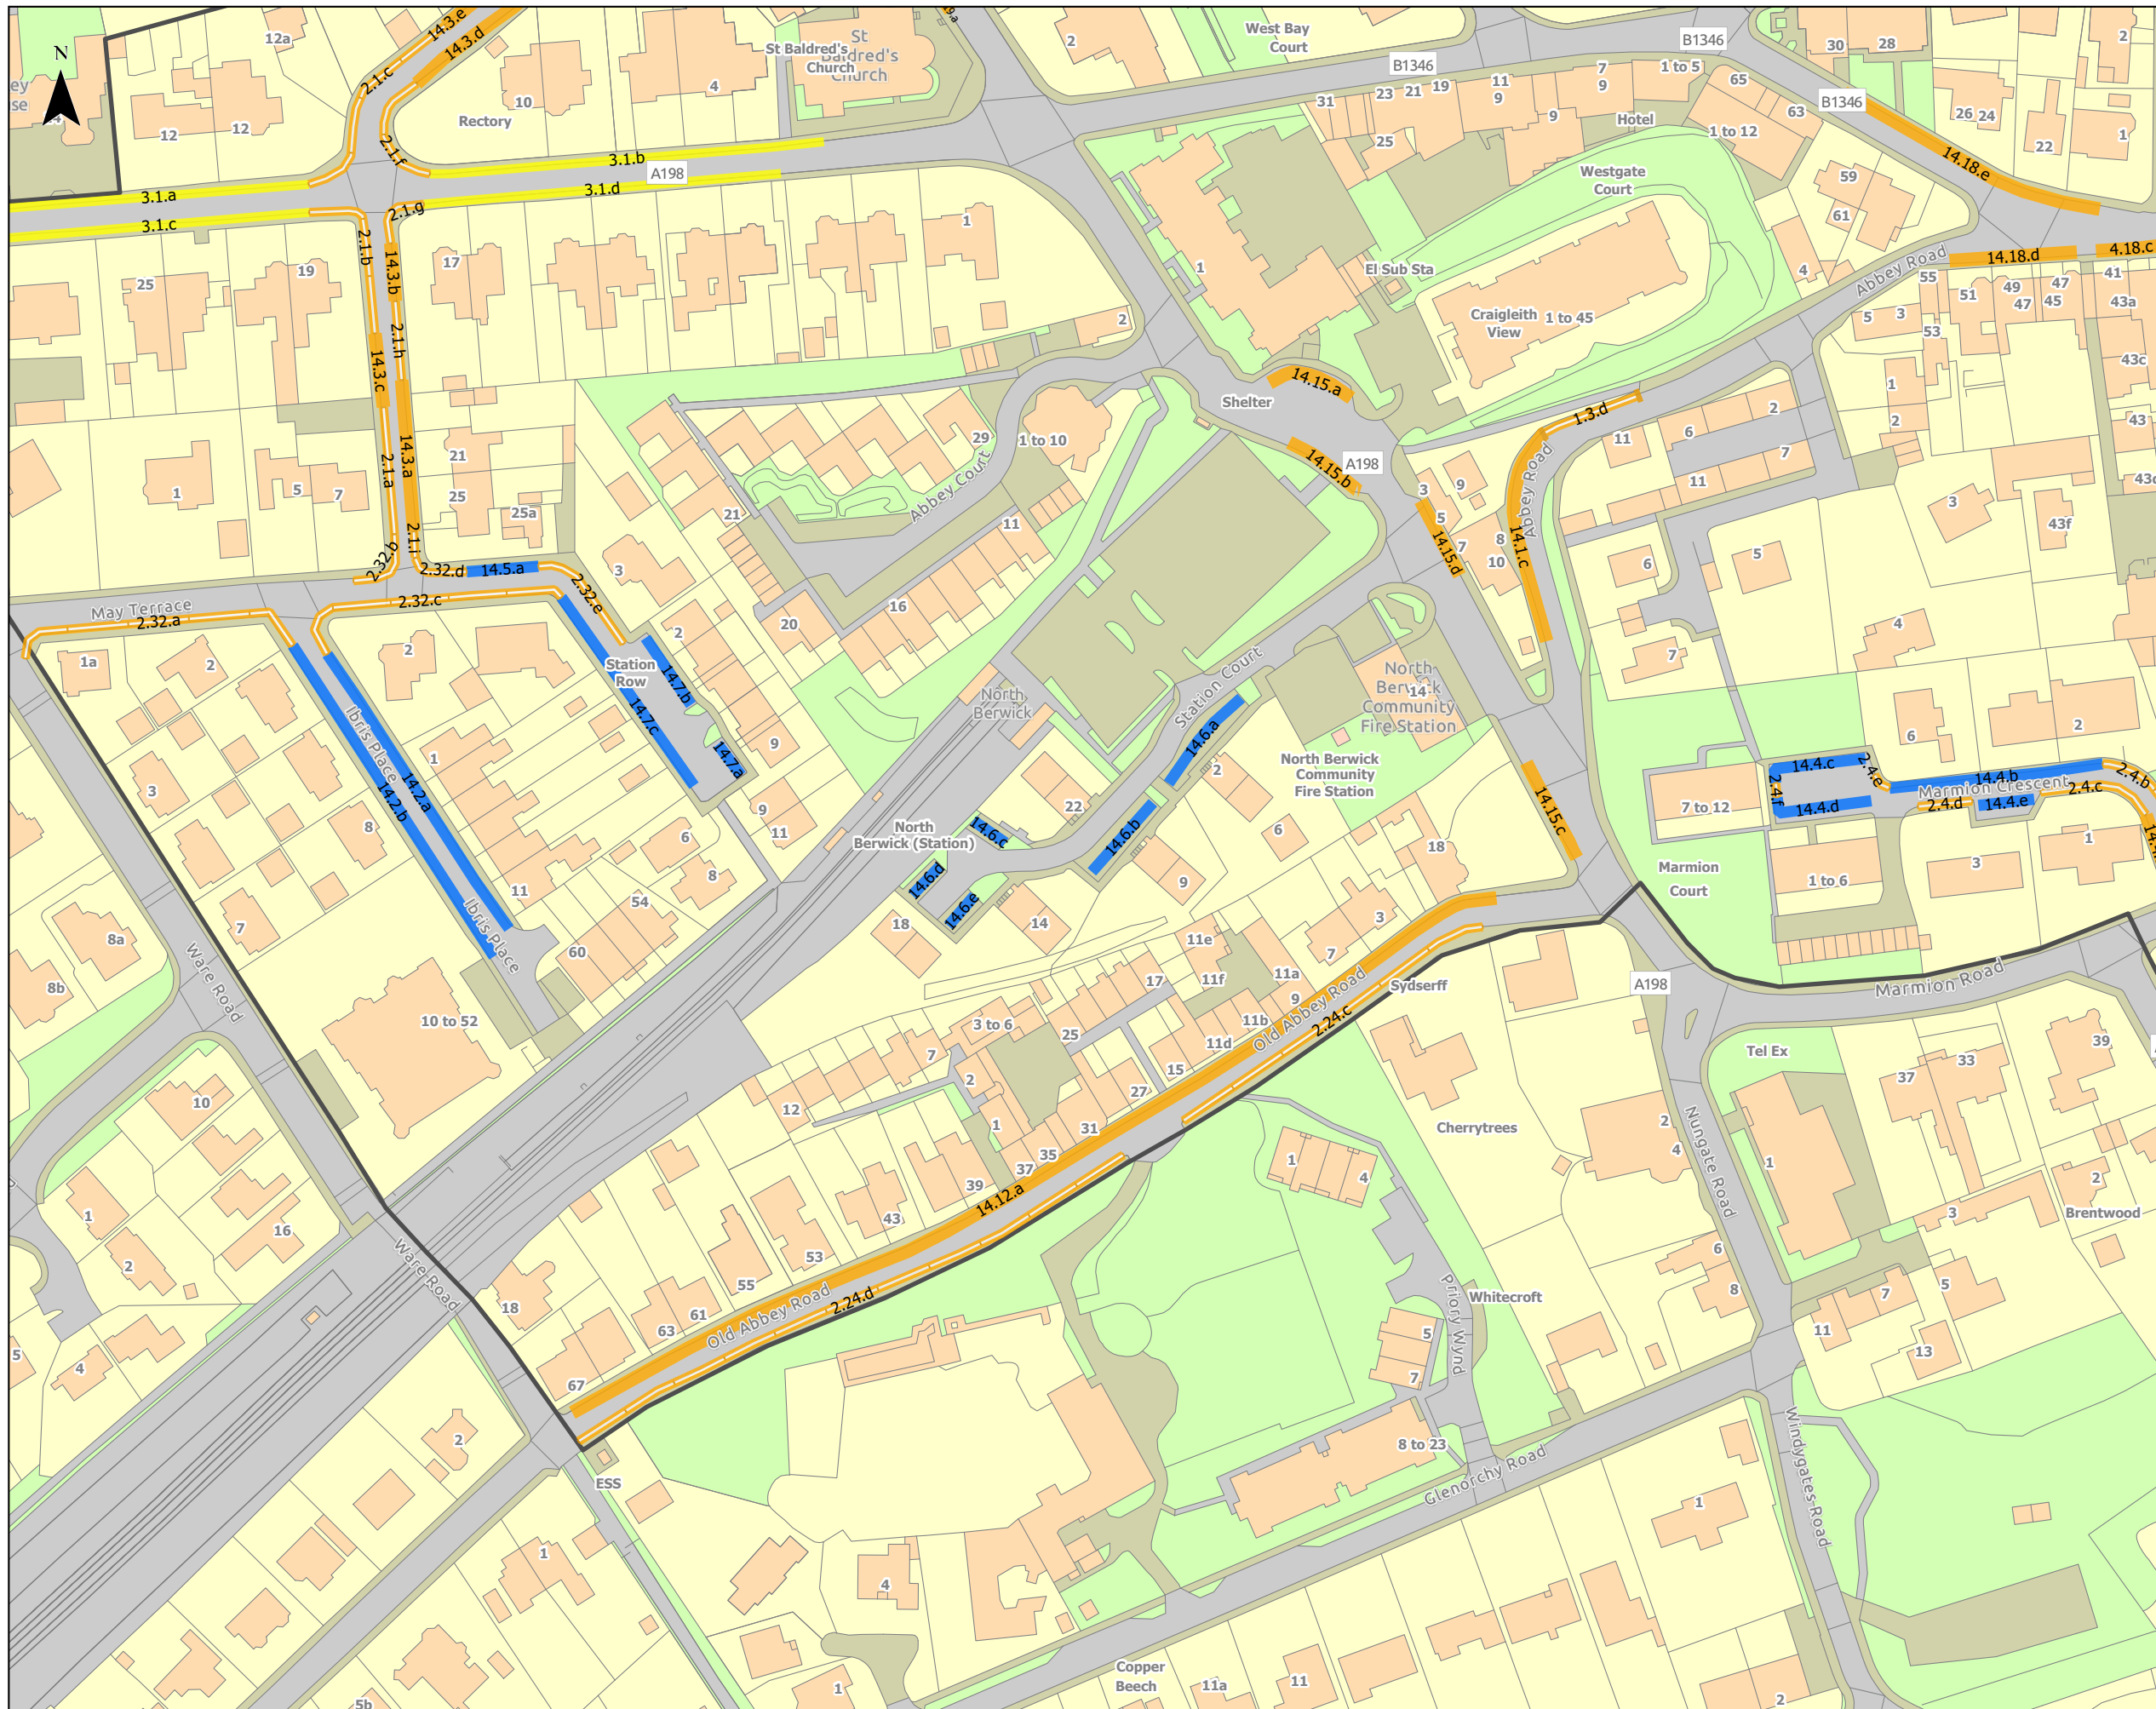 N
12a
12
12
14.3.e
14.3.d
2.1.c
2.1.f
10
Rectory
4
St Baldred's
Church
St
Baldred's
Church
2
West Bay
Court
B1346
B1346
B1346
31
23
21
19
11
9
7
9
1 to 5
25
9
Hotel
65
63
1 to 12
30
28
26
24
22
2
1
14.18.e
3.1.a
3.1.b
A198
3.1.c
3.1.d
2.1.g
Westgate
Court
59
61
Abbey Road
14.18.d
4.18.c
25
19
2.1.b
14.3.b
17
1
1
El Sub Sta
4
55
51
49
47
47
45
41
43a
2
Craigleith
View
1 to 45
5
3
53
2.1.h
14.3.c
43c
14.15.a
Shelter
1.3.d
1
2
2
6
7
11
11
43
1
5
7
21
25
25a
2.1.a
14.3.a
29
1 to 10
Abbey Court
21
11
14.15.b
A198
3
5
7
9
8
10
Abbey Road
14.1.c
14.15.d
3
43f
2.1.i
2.32.b
2.32.d
14.5.a
2.32.e
3
16
20
6
5
May Terrace
2.32.a
2.32.c
1a
2
2
2
Station
Row
14.7.b
14.7.c
14.7.a
9
4
7
North
Berwick
Station Court
14.6.a
North
Berwick
Community
Fire Station
14
6
2
Ibris Place
14.2.a
14.2.b
1
3
8
7
11
8a
8b
Ware Road
Ibris Place
9
11
6
8
54
60
22
North
Berwick (Station)
14.6.c
14.6.b
14.6.d
14.6.e
2
6
9
North Berwick
Community
Fire Station
14.15.c
18
7 to 12
14.4.c
2.4.f
14.4.d
2.4.e
14.4.b
Marmion Crescent
2.4.d
14.4.e
2.4.c
2.4.b
Marmion
Court
1 to 6
3
1
18
14
3
7
11e
11f
17
11a
9
11b
11d
15
Old Abbey Road
2.24.c
Sydserff
A198
Marmion Road
10 to 52
3 to 6
25
7
2
12
1
27
31
35
37
39
43
53
55
61
63
67
18
14.12.a
2.24.d
Old Abbey Road
Tel Ex
39
33
37
Cherrytrees
2
4
1
Nungate Road
2
3
Brentwood
10
1
2
16
5
4
Ware Road
1
4
6
8
5
7
11
13
Priory Wynd
Whitecroft
5
7
8 to 23
Glenorchy Road
Windygates Road
ESS
2
1
4
1
5b
1
Copper
Beech
11a
11
2